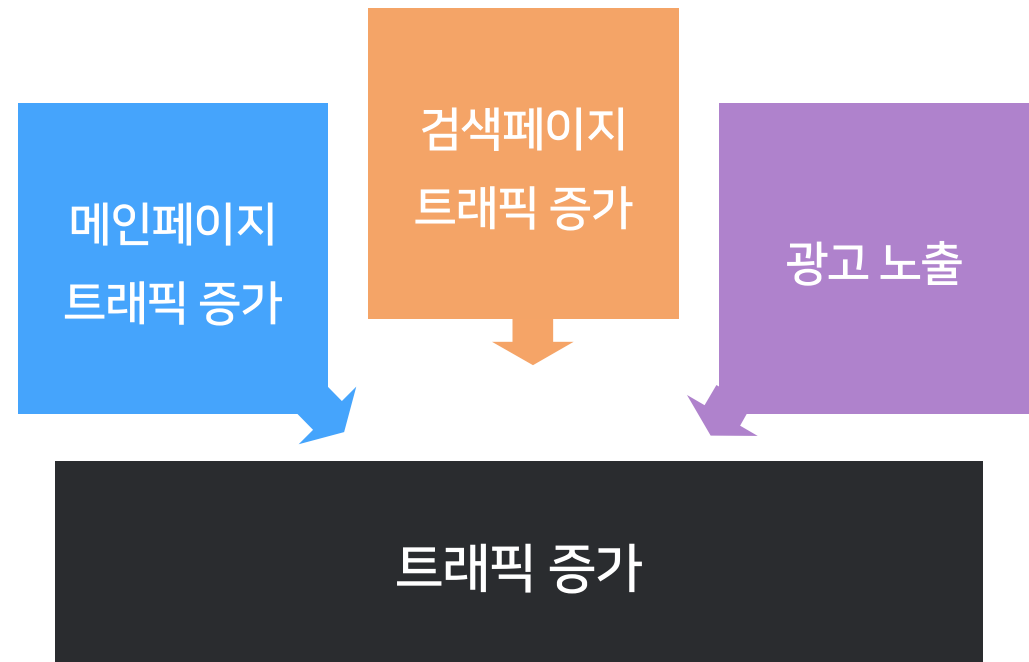 메인페이지
트래픽 증가
검색페이지
트래픽 증가
광고 노출
트래픽 증가